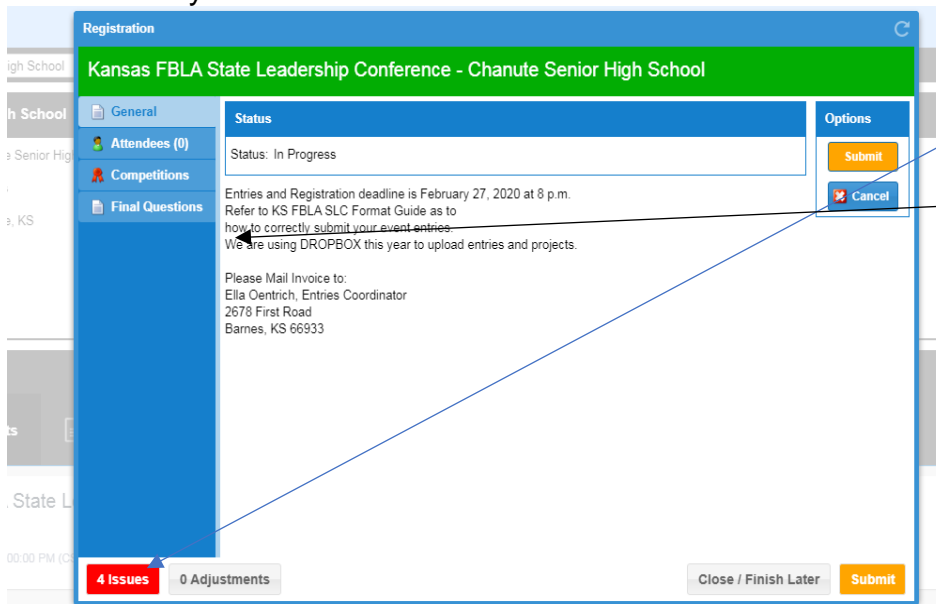 Registration
Kansas FBLA State Leadership Conference - Chanute Senior High School
igh School
h School
e Senior Hig
e, KS
ts
State L
00:00 PM (CS
General
Attendees (0)
Competitions
Final Questions
Status
Status: In Progress
Entries and Registration deadline is February 27, 2020 at 8 p.m.
Refer to KS FBLA SLC Format Guide as to
how to correctly submit your event entries.
We are using DROPBOX this year to upload entries and projects.
Please Mail Invoice to:
Ella Oentrich, Entries Coordinator
2678 First Road
Barnes, KS 66933
Options
Submit
Cancel
4 Issues
0 Adjustments
Close / Finish Later
Submit